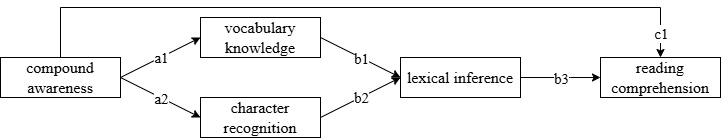 compound
awareness
a1
a2
vocabulary
knowledge
character
recognition
b1
b2
lexical inference
b3
c1
reading
comprehension